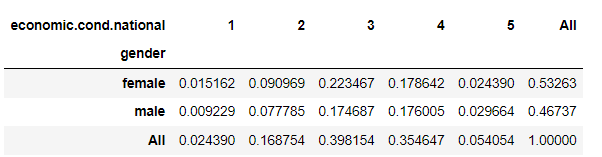 economic.cond.national 1 2 3 4 5 All
gender
female 0.015162 0.090969 0.223467 0.178642 0.024390 0.53263
male 0.009229 0.077785 0.174687 0.176005 0.029664 0.46737
All 0.024390 0.168754 0.398154 0.354647 0.054054 1.00000